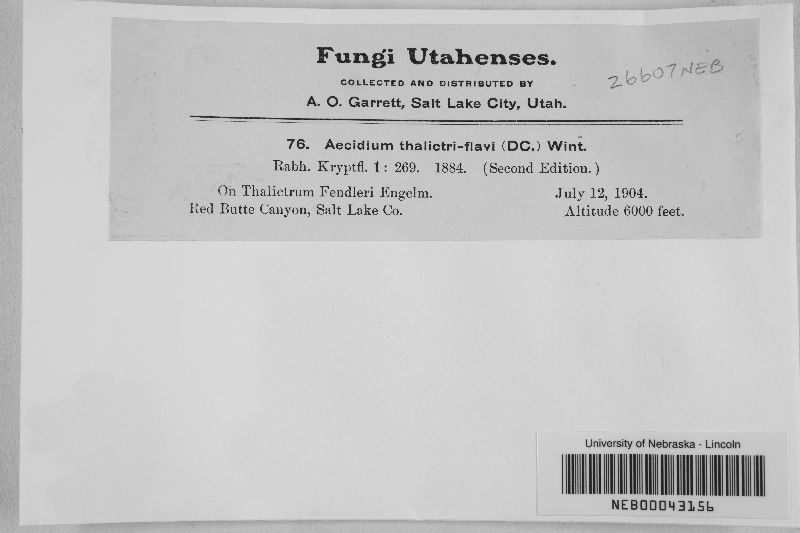 Fungi Utahenses.
COLLECTED AND DISTRIBUTED BY
A. O. Garrett, Salt Lake City, Utah.
26607 NEB
76. Aecidium thalictri-flavi (DC.) Wint.
Rabh. Kryptfl. 1: 269. 1884. (Second Edition.)
On Thalictrum Fendleri Engelm. July 12, 1904.
Red Butte Canyon, Salt Lake Co. Altitude 6000 feet.
University of Nebraska - Lincoln
NEB00043156